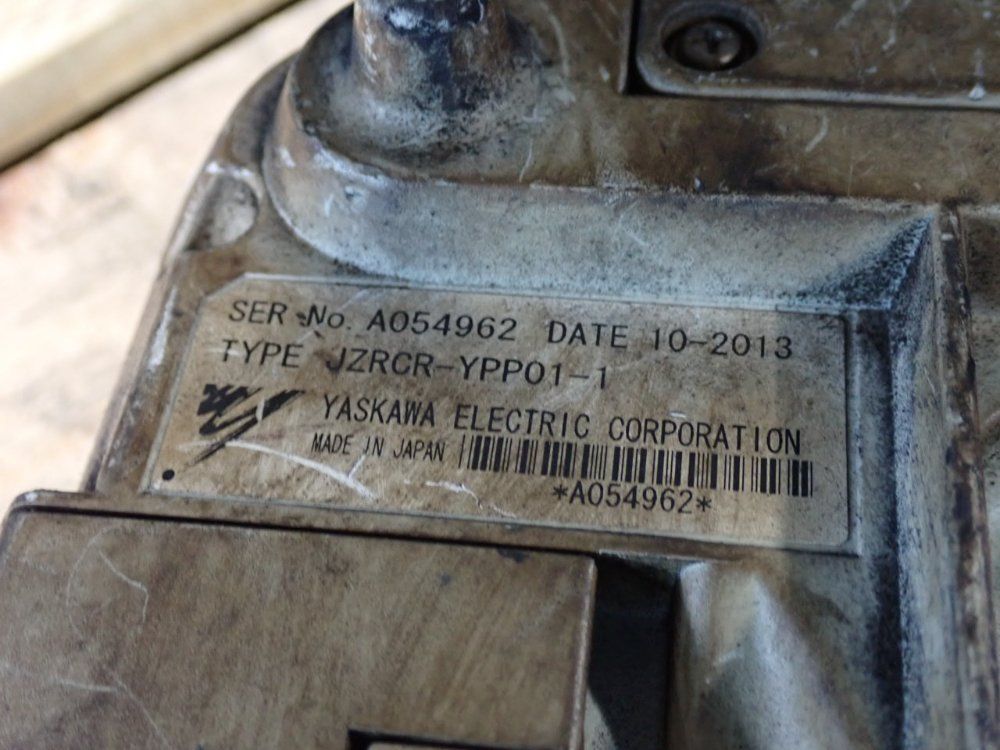 SER No. A054962 DATE 10-2013
TYPE JZRCR-YPP01-1
YASKAWA ELECTRIC CORPORATION
MADE IN JAPAN
*A054962*